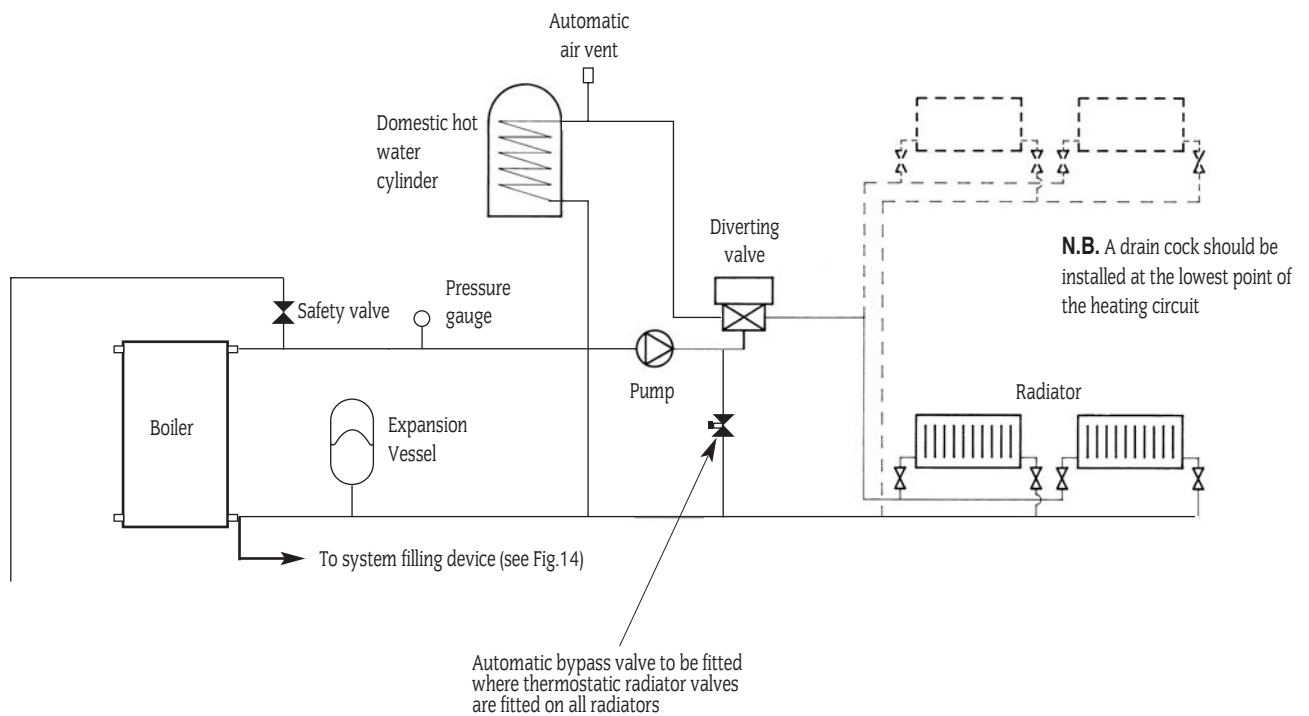 Automatic
air vent
Domestic hot
water
cylinder
Diverting
valve
N.B. A drain cock should be
installed at the lowest point of
the heating circuit
Safety valve
Pressure
gauge
Pump
Radiator
Boiler
Expansion
Vessel
To system filling device (see Fig.14)
Automatic bypass valve to be fitted
where thermostatic radiator valves
are fitted on all radiators